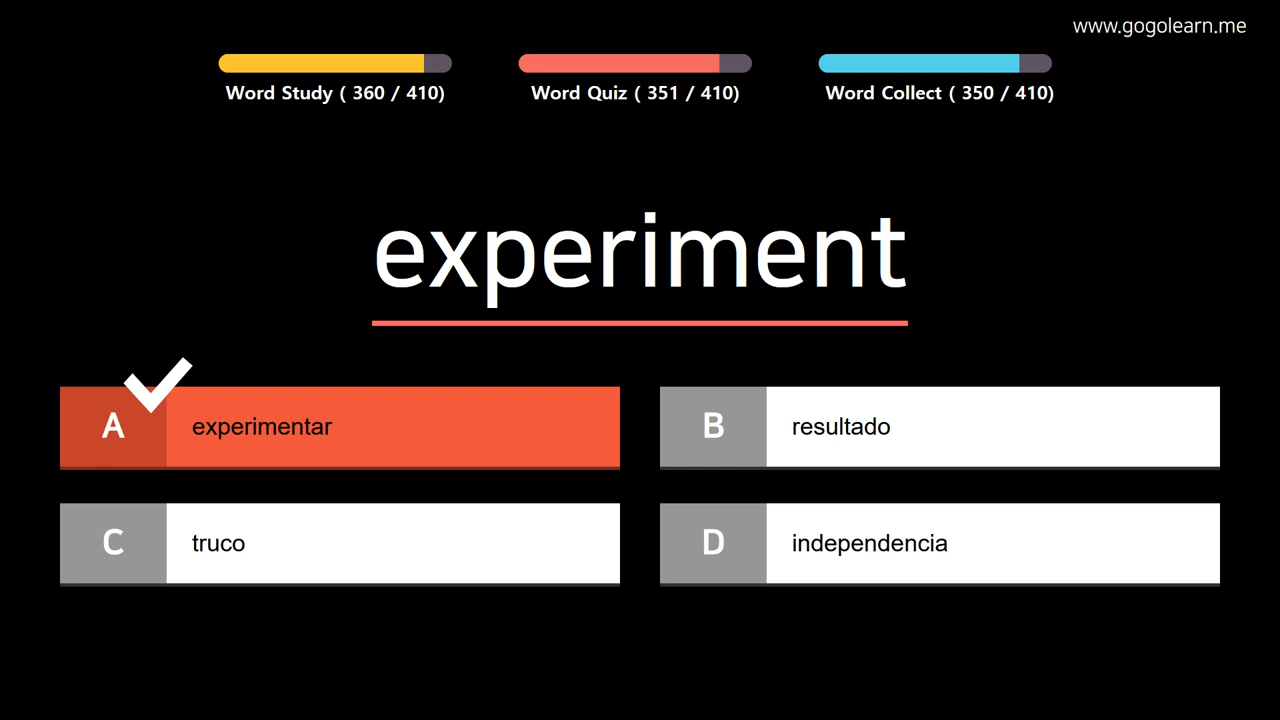 www.gogolearn.me
Word Study ( 360 / 410)
Word Quiz ( 351 / 410)
Word Collect ( 350 / 410)
experiment
A experimentar
B resultado
C truco
D independencia